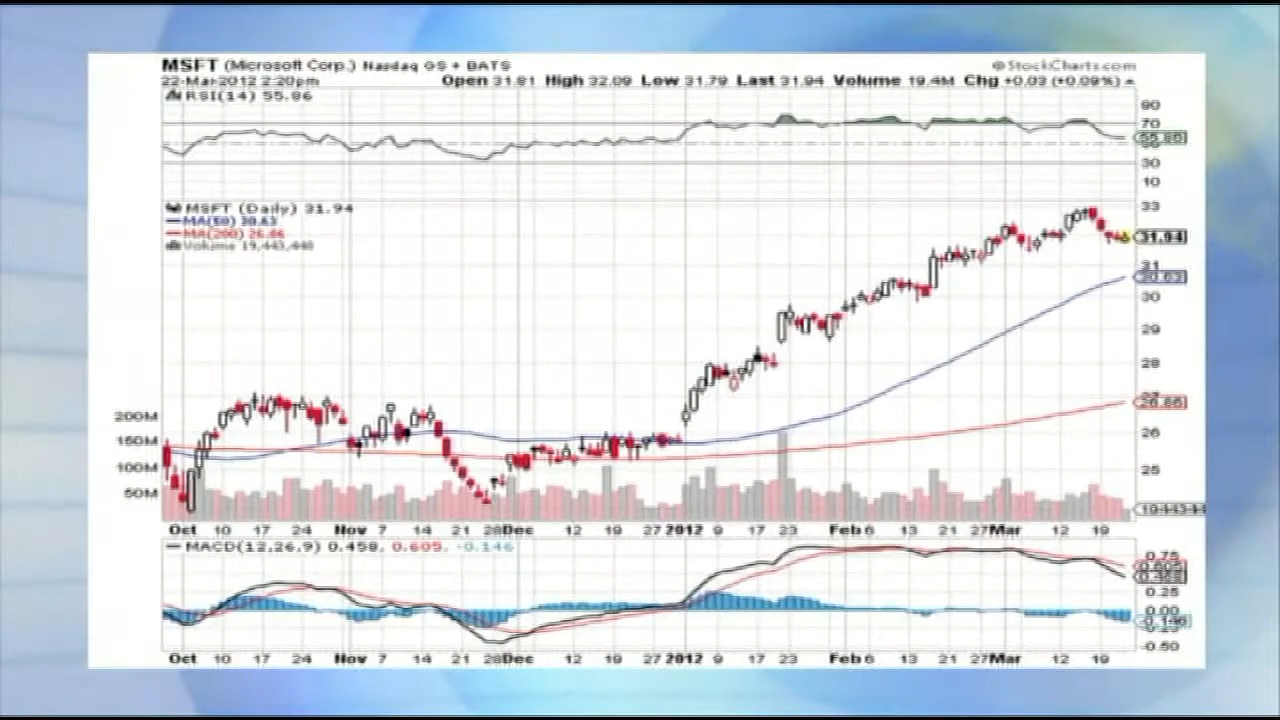 MSFT (Microsoft Corp.) Nasdaq GS + BATS
© StockCharts.com
22-Mar-2012 2:20pm
Open 31.81 High 32.09 Low 31.79 Last 31.94 Volume 19.4M Chg +0.03 (+0.09%)
RSI(14) 55.86
90
70
55.86
50
30
10
MSFT (Daily) 31.94
MA(50) 30.63
MA(200) 26.86
Volume 19,443,448
33
31.94
31
30.63
30
29
28
27
26.86
26
25
200M
150M
100M
50M
Oct 10 17 24 Nov 7 14 21 28 Dec 12 19 27 2012 9 17 23 Feb 6 13 21 27 Mar 12 19
MACD(12,26,9) 0.458, 0.605, -0.146
0.75
0.605
0.458
0.25
0.00
-0.146
-0.25
-0.50
Oct 10 17 24 Nov 7 14 21 28 Dec 12 19 27 2012 9 17 23 Feb 6 13 21 27 Mar 12 19